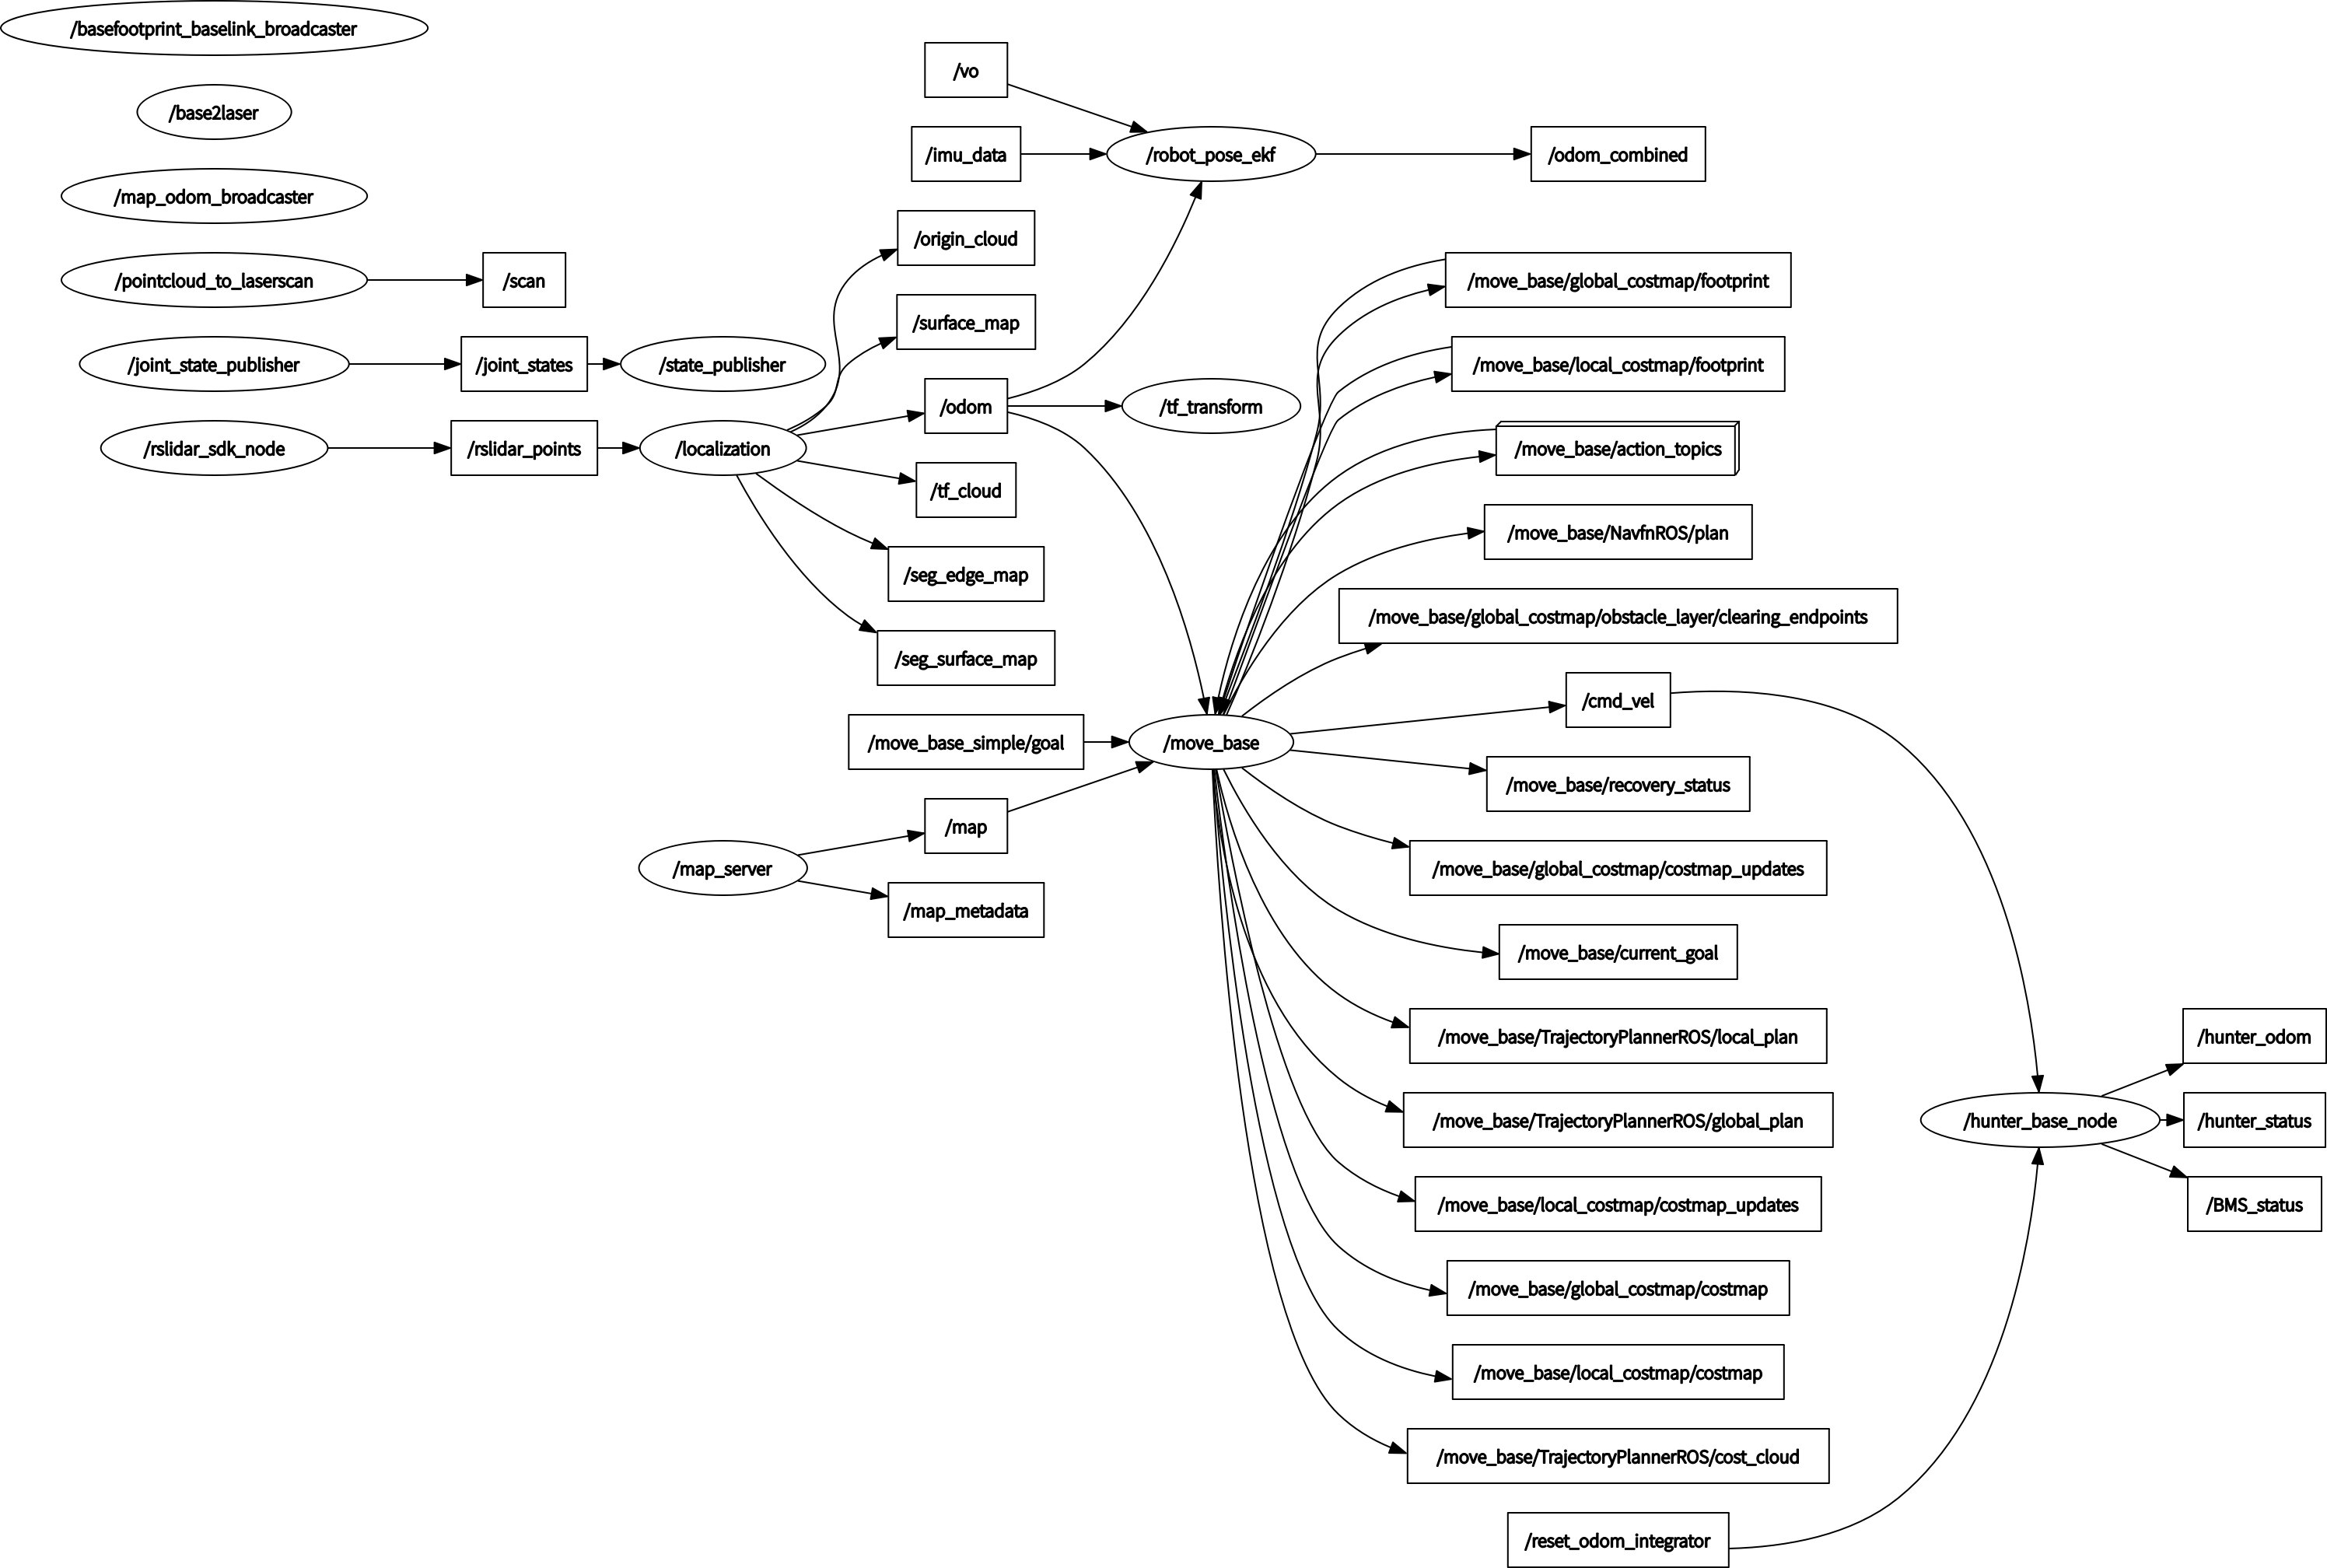 /basefootprint_baselink_broadcaster
/base2laser
/map_odom_broadcaster
/pointcloud_to_laserscan
/scan
/joint_state_publisher
/joint_states
/state_publisher
/rslidar_sdk_node
/rslidar_points
/localization
/vo
/imu_data
/robot_pose_ekf
/odom_combined
/origin_cloud
/surface_map
/odom
/tf_transform
/tf_cloud
/seg_edge_map
/seg_surface_map
/move_base_simple/goal
/move_base
/map_server
/map
/map_metadata
/move_base/global_costmap/footprint
/move_base/local_costmap/footprint
/move_base/action_topics
/move_base/NavfnROS/plan
/move_base/global_costmap/obstacle_layer/clearing_endpoints
/cmd_vel
/move_base/recovery_status
/move_base/global_costmap/costmap_updates
/move_base/current_goal
/move_base/TrajectoryPlannerROS/local_plan
/move_base/TrajectoryPlannerROS/global_plan
/move_base/local_costmap/costmap_updates
/move_base/global_costmap/costmap
/move_base/local_costmap/costmap
/move_base/TrajectoryPlannerROS/cost_cloud
/reset_odom_integrator
/hunter_base_node
/hunter_odom
/hunter_status
/BMS_status